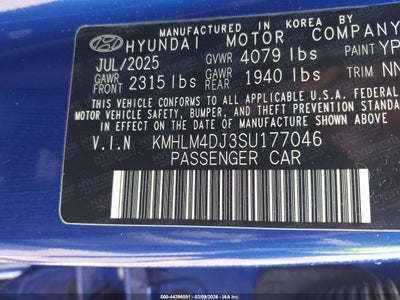 MANUFACTURED IN KOREA BY
HYUNDAI MOTOR COMPANY
JUL/2025 GVWR 4079 lbs PAINT YP
GAWR FRONT 2315 lbs GAWR REAR 1940 lbs TRIM NN
THIS VEHICLE CONFORMS TO ALL APPLICABLE U.S. FEDERAL
MOTOR VEHICLE SAFETY, BUMPER, AND THEFT PREVENTION STANDARDS
IN EFFECT ON THE DATE OF MANUFACTURE SHOWN ABOVE.
V.I.N KMHLM4DJ3SU177046
PASSENGER CAR
000-44296591 - 02/09/2026 - IAA Inc.